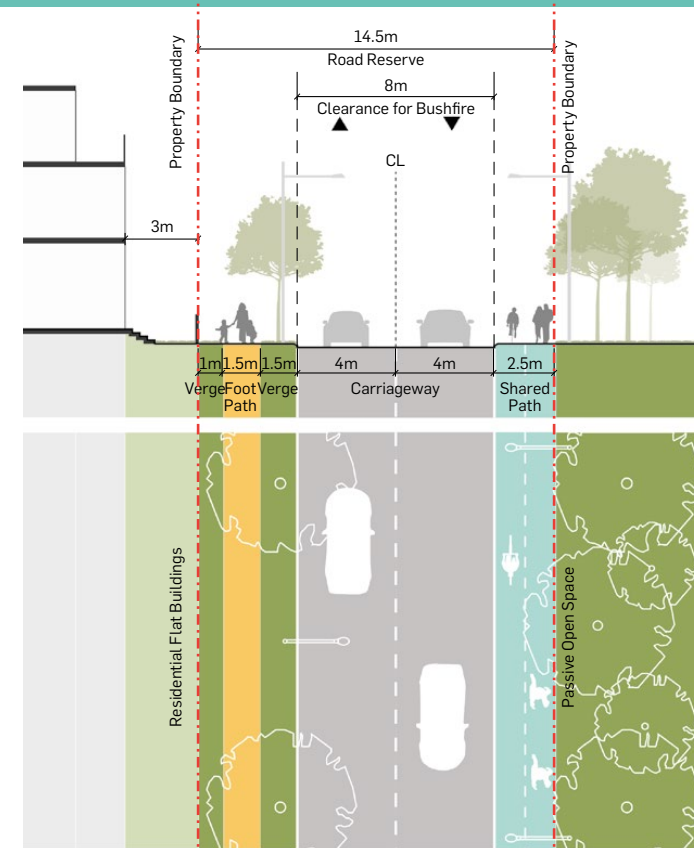 14.5m
Road Reserve
8m
Clearance for Bushfire
Property Boundary
Property Boundary
CL
3m
1m
1.5m
1.5m
4m
4m
2.5m
Verge
Foot
Path
Verge
Carriageway
Shared
Path
Residential Flat Buildings
Passive Open Space